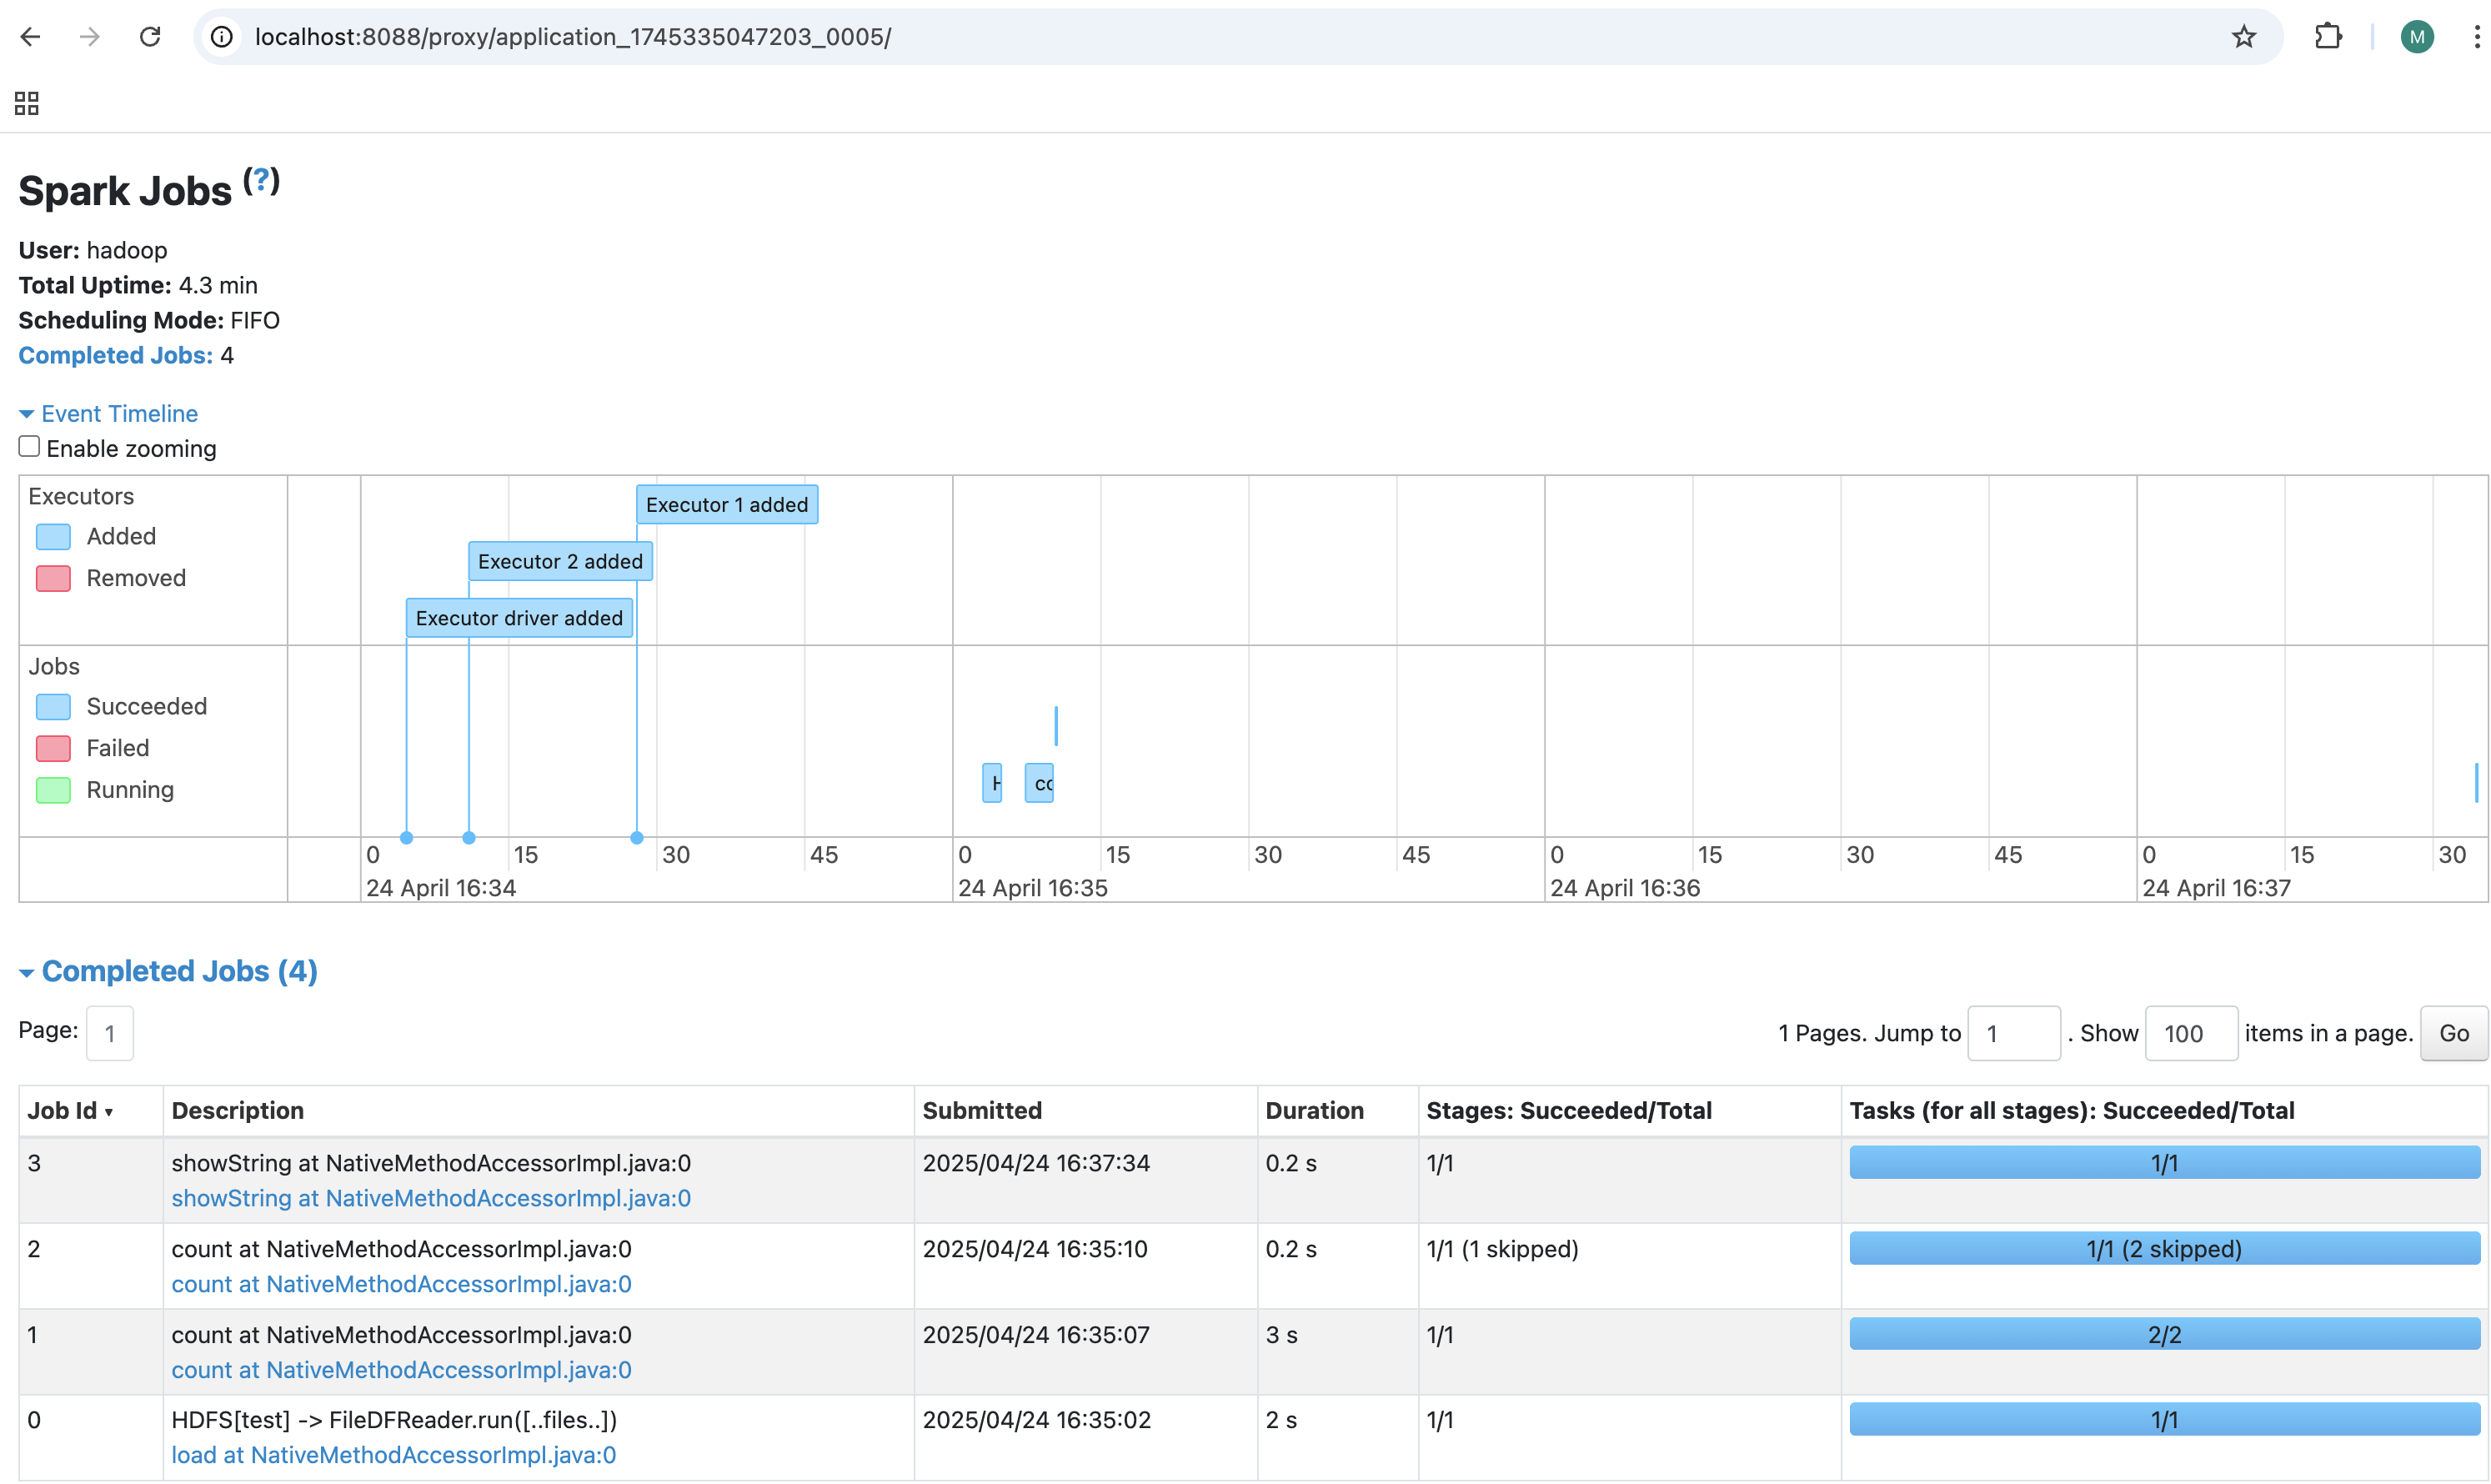 localhost:8088/proxy/application_1745335047203_0005/
M
Spark Jobs (?)
User: hadoop
Total Uptime: 4.3 min
Scheduling Mode: FIFO
Completed Jobs: 4
Event Timeline
Enable zooming
Executors
Added
Removed
Executor 1 added
Executor 2 added
Executor driver added
Jobs
Succeeded
Failed
Running
H
co
0 15 30 45 0 15 30 45 0 15 30 45 0 15 30
24 April 16:34 24 April 16:35 24 April 16:36 24 April 16:37
Completed Jobs (4)
Page: 1
1 Pages. Jump to 1 . Show 100 items in a page. Go
Job Id ▾ Description Submitted Duration Stages: Succeeded/Total Tasks (for all stages): Succeeded/Total
3 showString at NativeMethodAccessorImpl.java:0 2025/04/24 16:37:34 0.2 s 1/1 1/1
showString at NativeMethodAccessorImpl.java:0
2 count at NativeMethodAccessorImpl.java:0 2025/04/24 16:35:10 0.2 s 1/1 (1 skipped) 1/1 (2 skipped)
count at NativeMethodAccessorImpl.java:0
1 count at NativeMethodAccessorImpl.java:0 2025/04/24 16:35:07 3 s 1/1 2/2
count at NativeMethodAccessorImpl.java:0
0 HDFS[test] -> FileDFReader.run([..files..]) 2025/04/24 16:35:02 2 s 1/1 1/1
load at NativeMethodAccessorImpl.java:0